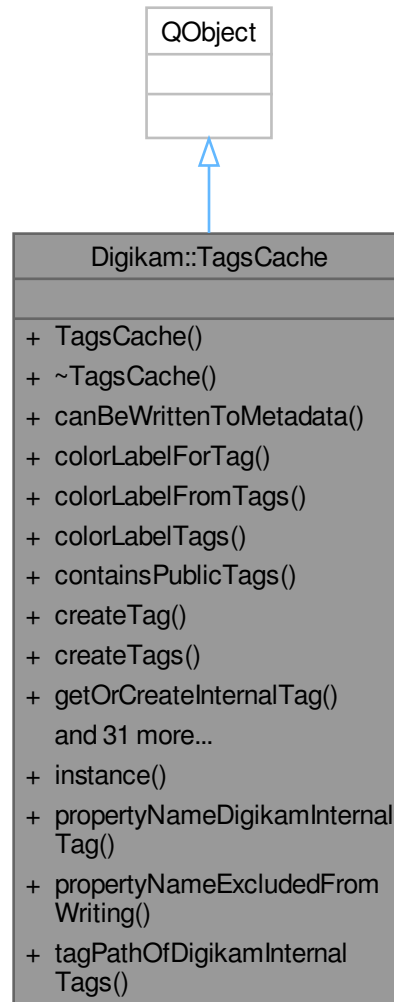 QObject
Digikam::TagsCache
+ TagsCache()
+ ~TagsCache()
+ canBeWrittenToMetadata()
+ colorLabelForTag()
+ colorLabelFromTags()
+ colorLabelTags()
+ containsPublicTags()
+ createTag()
+ createTags()
+ getOrCreateInternalTag()
and 31 more...
+ instance()
+ propertyNameDigikamInternal
Tag()
+ propertyNameExcludedFrom
Writing()
+ tagPathOfDigikamInternal
Tags()